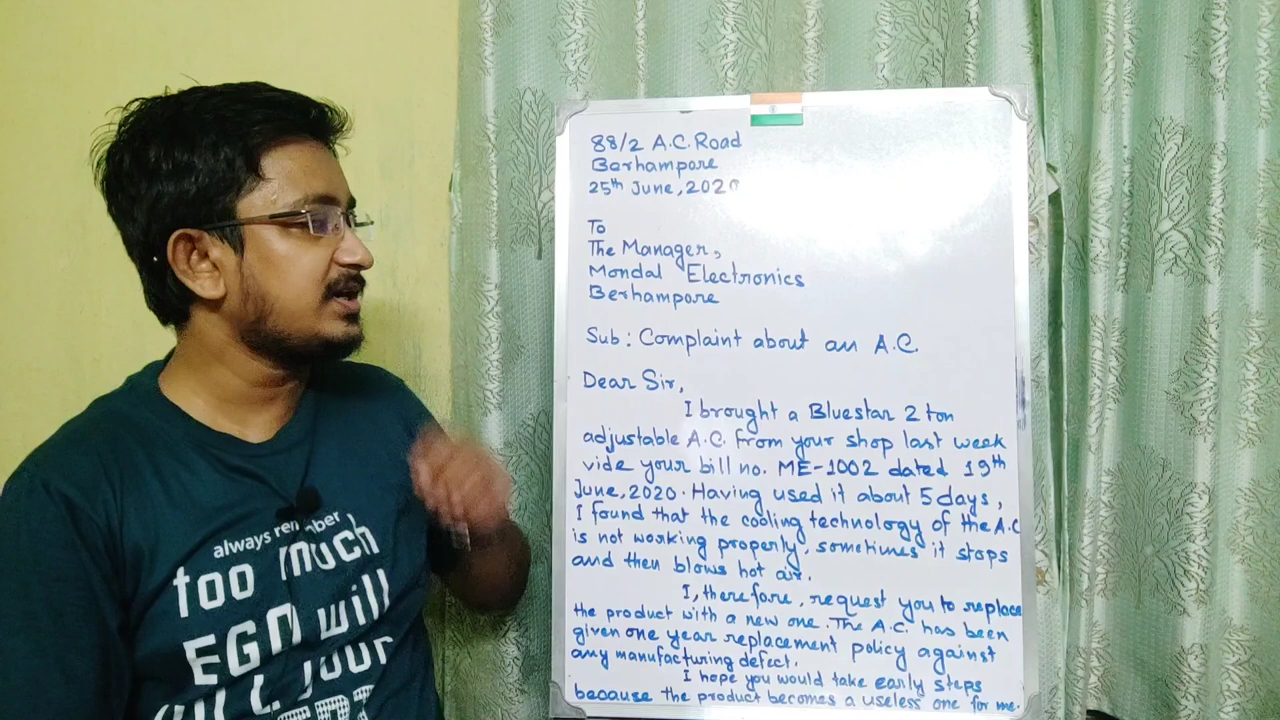 88/2 A.C. Road
Berhampore
25th June, 2020
To
The Manager,
Mondal Electronics
Berhampore
Sub: Complaint about an A.C.
Dear Sir,
I brought a Bluestar 2 ton
adjustable A.C. from your shop last week
vide your bill no. ME-1002 dated 19th
June, 2020. Having used it about 5 days,
I found that the cooling technology of the A.C
is not working properly, sometimes it stops
and then blows hot air.
I, therefore, request you to replace
the product with a new one. The A.C. has been
given one year replacement policy against
any manufacturing defect.
I hope you would take early steps
because the product becomes a useless one for me.
always remember
too much
EGO will
KILL your